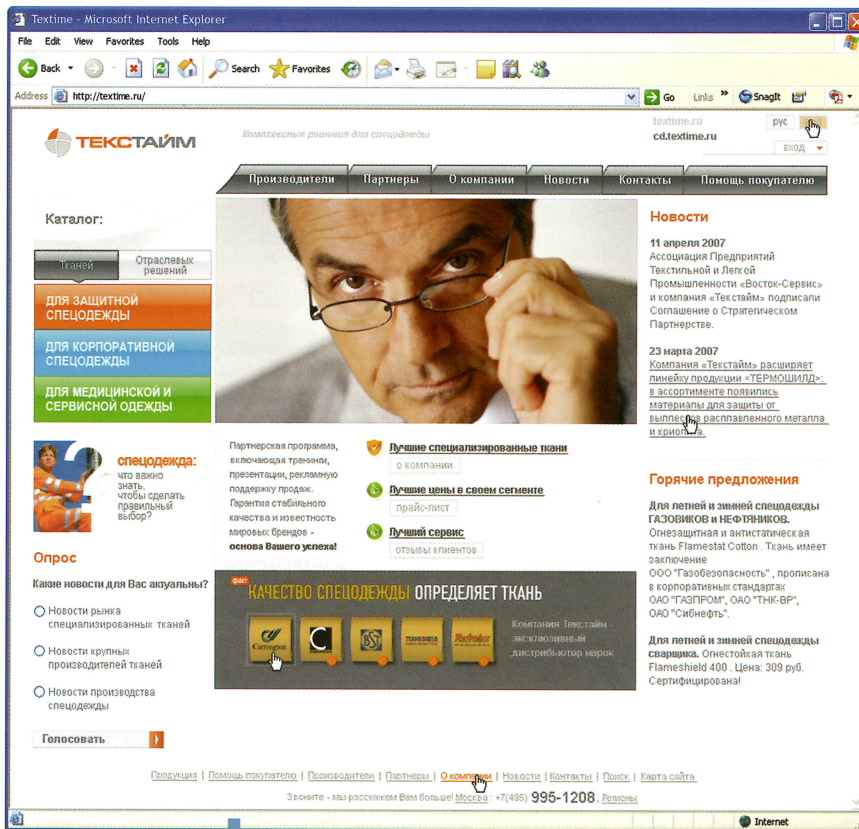 Textime - Microsoft Internet Explorer
File Edit View Favorites Tools Help
Back Search Favorites
Address http://textime.ru/ Go Links » SnagIt
ТЕКСТАЙМ
Комплексные решения для спецодежды
textime.ru
cd.textime.ru
рус
вход
Производители Партнеры О компании Новости Контакты Помощь покупателю
Каталог:
Тканей
Отраслевых
решений
ДЛЯ ЗАЩИТНОЙ
СПЕЦОДЕЖДЫ
ДЛЯ КОРПОРАТИВНОЙ
СПЕЦОДЕЖДЫ
ДЛЯ МЕДИЦИНСКОЙ И
СЕРВИСНОЙ ОДЕЖДЫ
спецодежда:
что важно
знать,
чтобы сделать
правильный
выбор?
Опрос
Какие новости для Вас актуальны?
Новости рынка
специализированных тканей
Новости крупных
производителей тканей
Новости производства
спецодежды
Голосовать
Партнерская программа,
включающая тренинги,
презентации, рекламную
поддержку продаж.
Гарантия стабильного
качества и известность
мировых брендов -
основа Вашего успеха!
Лучшие специализированные ткани
о компании
Лучшие цены в своем сегменте
прайс-лист
Лучший сервис
отзывы клиентов
факт
КАЧЕСТВО СПЕЦОДЕЖДЫ ОПРЕДЕЛЯЕТ ТКАНЬ
Carrington
C
BST
TERMOSHIELD
Компания Текстайм -
эксклюзивный
дистрибьютор марок
Новости
11 апреля 2007
Ассоциация Предприятий
Текстильной и Легкой
Промышленности «Восток-Сервис»
и компания «Текстайм» подписали
Соглашение о Стратегическом
Партнерстве.
23 марта 2007
Компания «Текстайм» расширяет
линейку продукции «ТЕРМОШИЛД»:
в ассортименте появились
материалы для защиты от
выплесков расплавленного металла
и криолита.
Горячие предложения
Для летней и зимней спецодежды
ГАЗОВИКОВ и НЕФТЯНИКОВ.
Огнезащитная и антистатическая
ткань Flamestat Cotton . Ткань имеет
заключение
ООО "Газобезопасность" , прописана
в корпоративных стандартах
ОАО "ГАЗПРОМ", ОАО "ТНК-ВР",
ОАО "Сибнефть".
Для летней и зимней спецодежды
сварщика. Огнестойкая ткань
Flameshield 400 . Цена: 309 руб.
Сертифицирована!
Продукция | Помощь покупателю | Производители | Партнеры | О компании | Новости | Контакты | Поиск | Карта сайта
Звоните - мы расскажем Вам больше! Москва : +7(495) 995-1208 ; Регионы
Internet